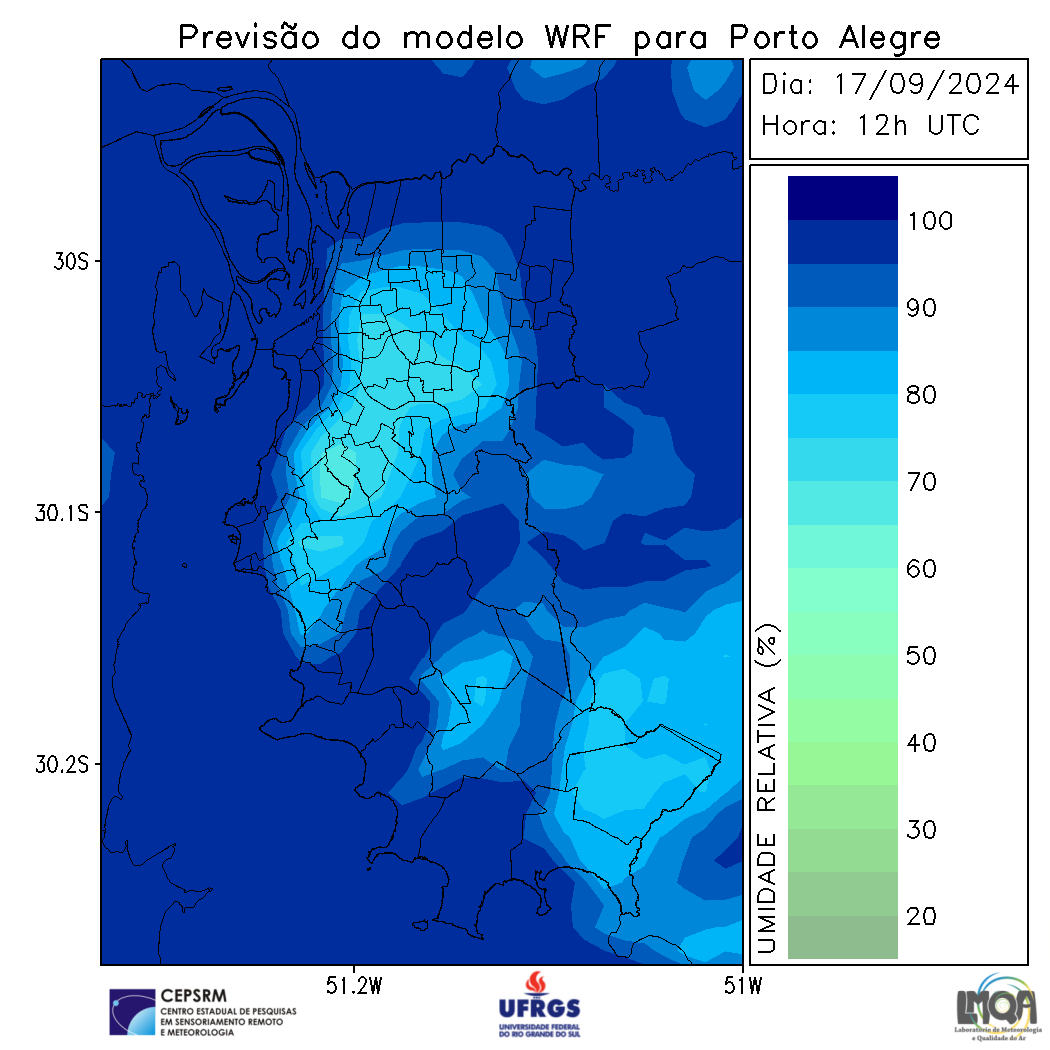 Previsão do modelo WRF para Porto Alegre
Dia: 17/09/2024
Hora: 12h UTC
30S
30.1S
30.2S
51.2W
51W
UMIDADE RELATIVA (%)
100
90
80
70
60
50
40
30
20
CEPSRM
CENTRO ESTADUAL DE PESQUISAS
EM SENSORIAMENTO REMOTO
E METEOROLOGIA
UFRGS
UNIVERSIDADE FEDERAL
DO RIO GRANDE DO SUL
LMQA
Laboratório de Meteorologia
e Qualidade do Ar